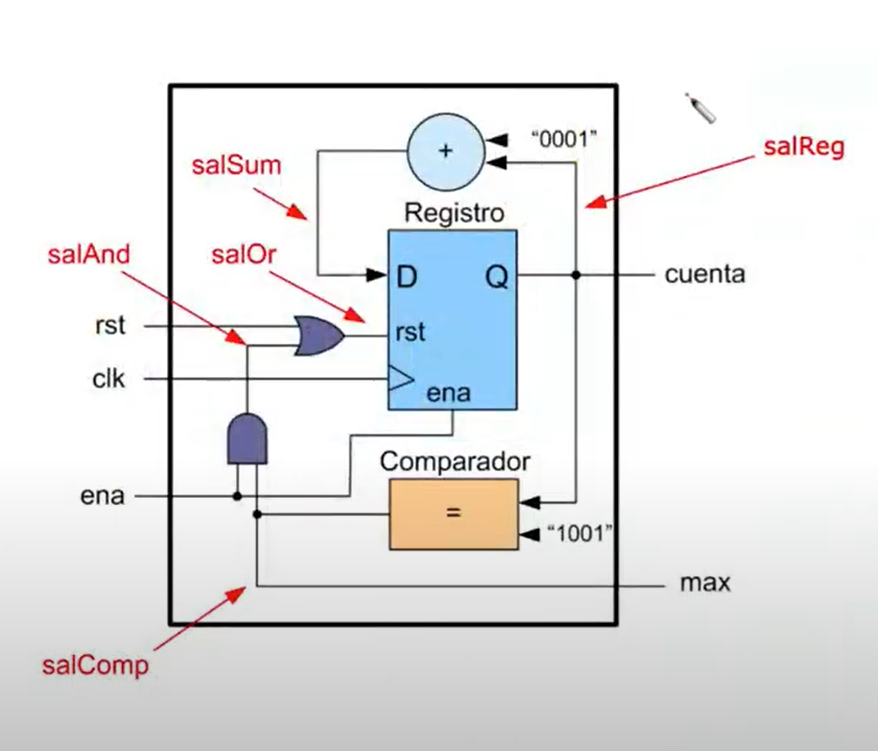 +
“0001”
salReg
salSum
Registro
salAnd
salOr
D
Q
cuenta
rst
rst
clk
ena
Comparador
ena
=
“1001”
max
salComp